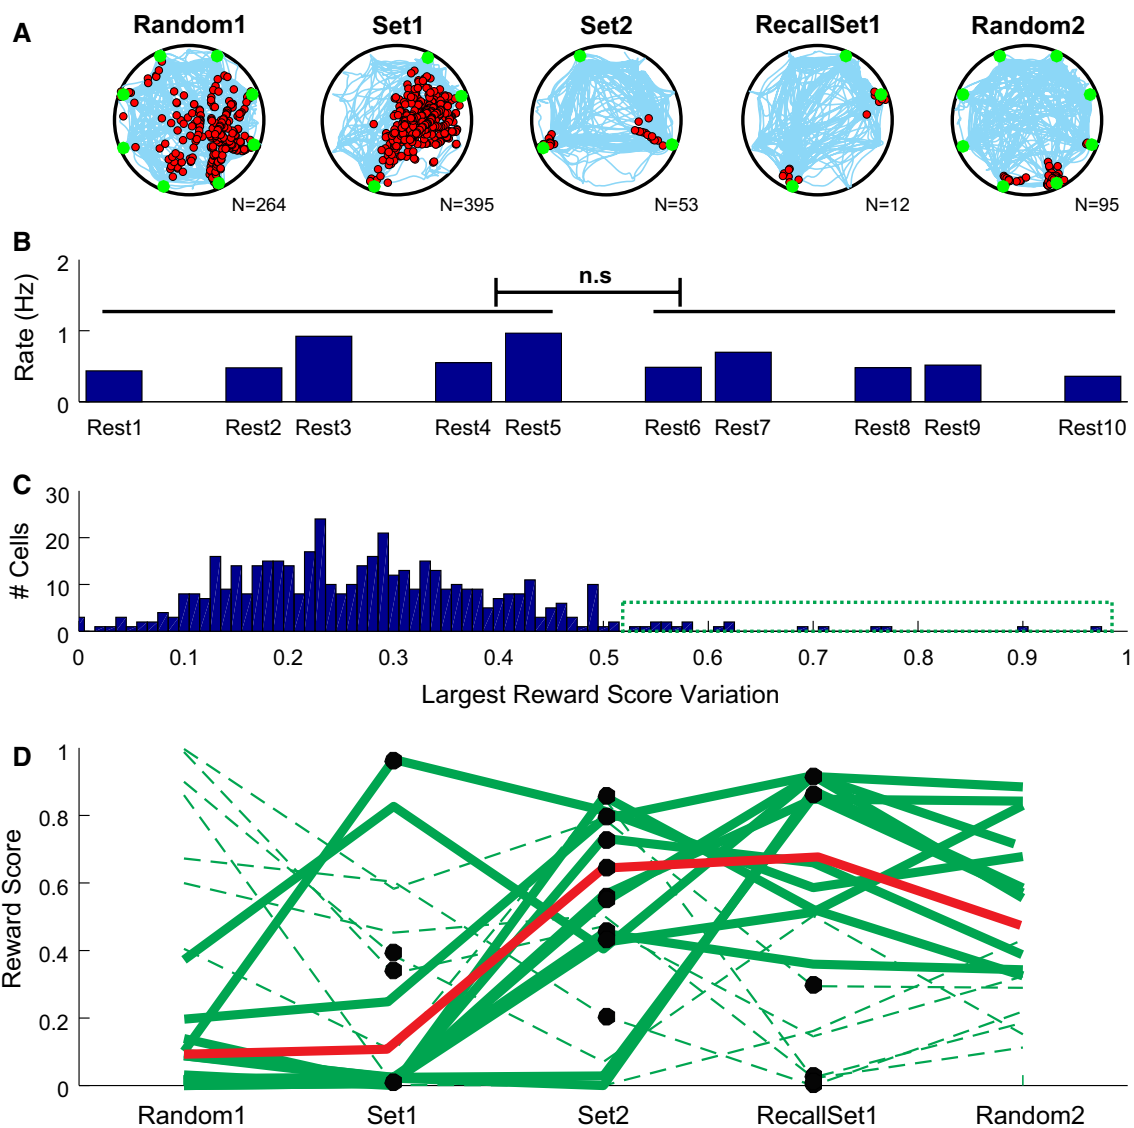 A
Random1 Set1 Set2 RecallSet1 Random2
N=264 N=395 N=53 N=12 N=95
B
2
1
0
Rate (Hz)
n.s
Rest1 Rest2 Rest3 Rest4 Rest5 Rest6 Rest7 Rest8 Rest9 Rest10
C
30
20
10
0
# Cells
0 0.1 0.2 0.3 0.4 0.5 0.6 0.7 0.8 0.9 1
Largest Reward Score Variation
D
1
0.8
0.6
0.4
0.2
0
Reward Score
Random1 Set1 Set2 RecallSet1 Random2